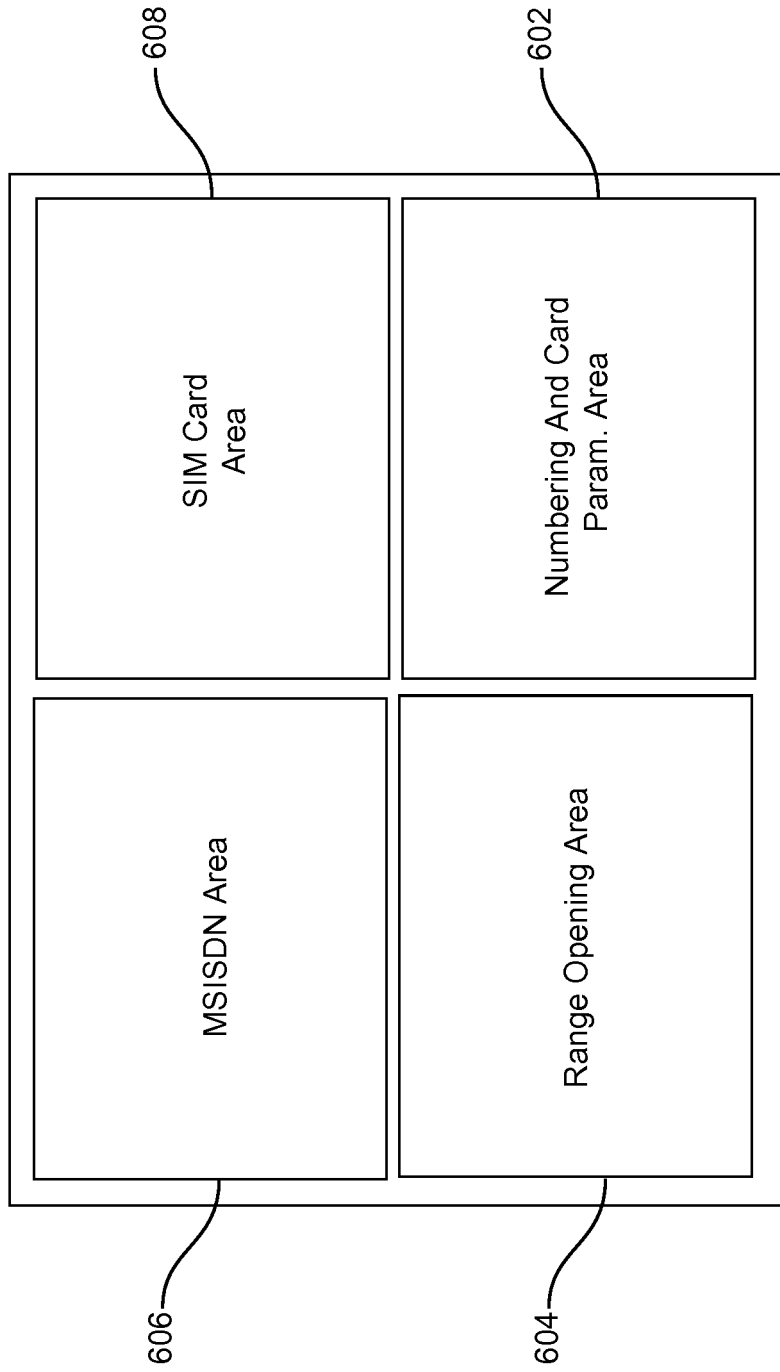 606
MSISDN Area
SIM Card
Area
608
604
Range Opening Area
Numbering And Card
Param. Area
602